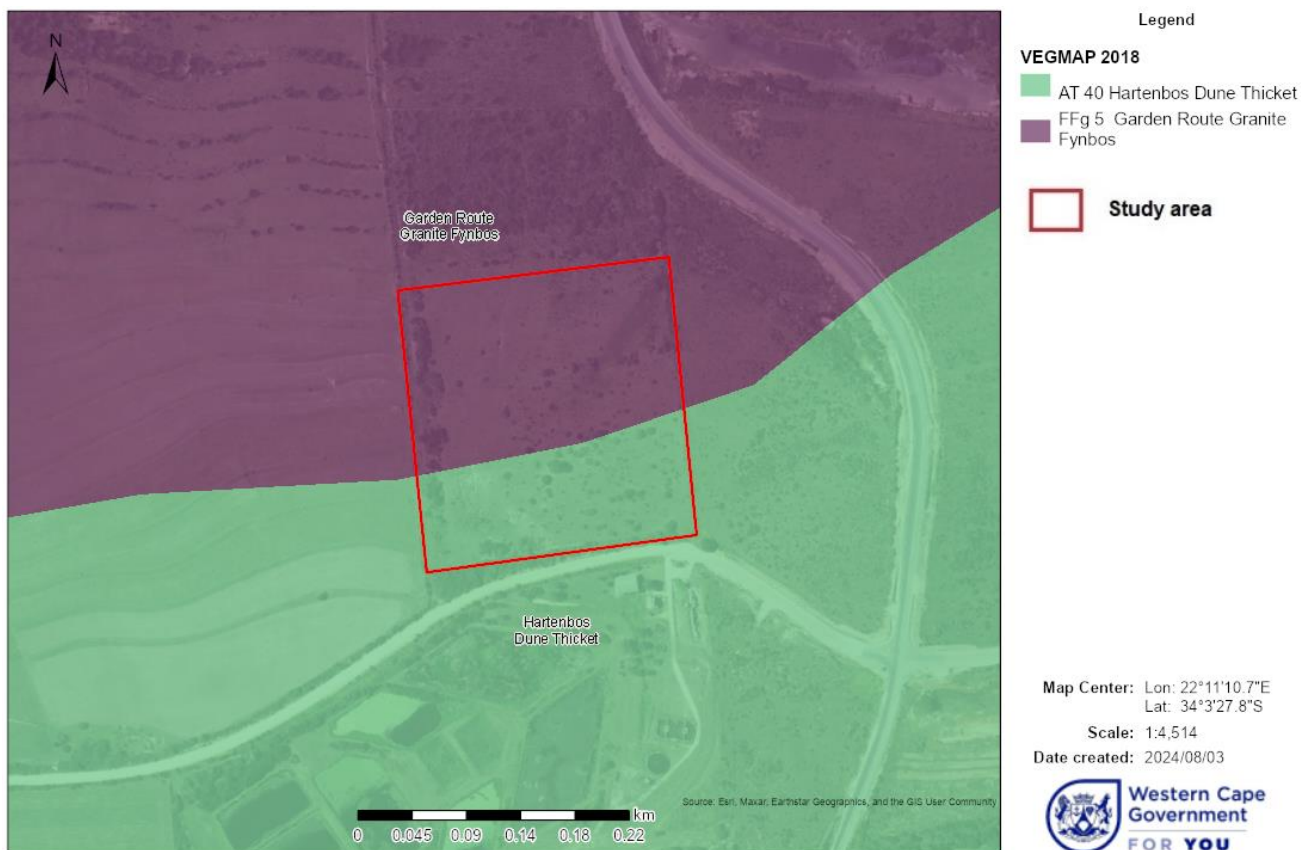 N
Garden Route
Granite Fynbos
Hartenbos
Dune Thicket
km
0 0.045 0.09 0.14 0.18 0.22
Source: Esri, Maxar, Earthstar Geographics, and the GIS User Community
Legend
VEGMAP 2018
AT 40 Hartenbos Dune Thicket
FFg 5 Garden Route Granite
Fynbos
Study area
Map Center: Lon: 22°11'10.7"E
Lat: 34°3'27.8"S
Scale: 1:4,514
Date created: 2024/08/03
Western Cape
Government
FOR YOU